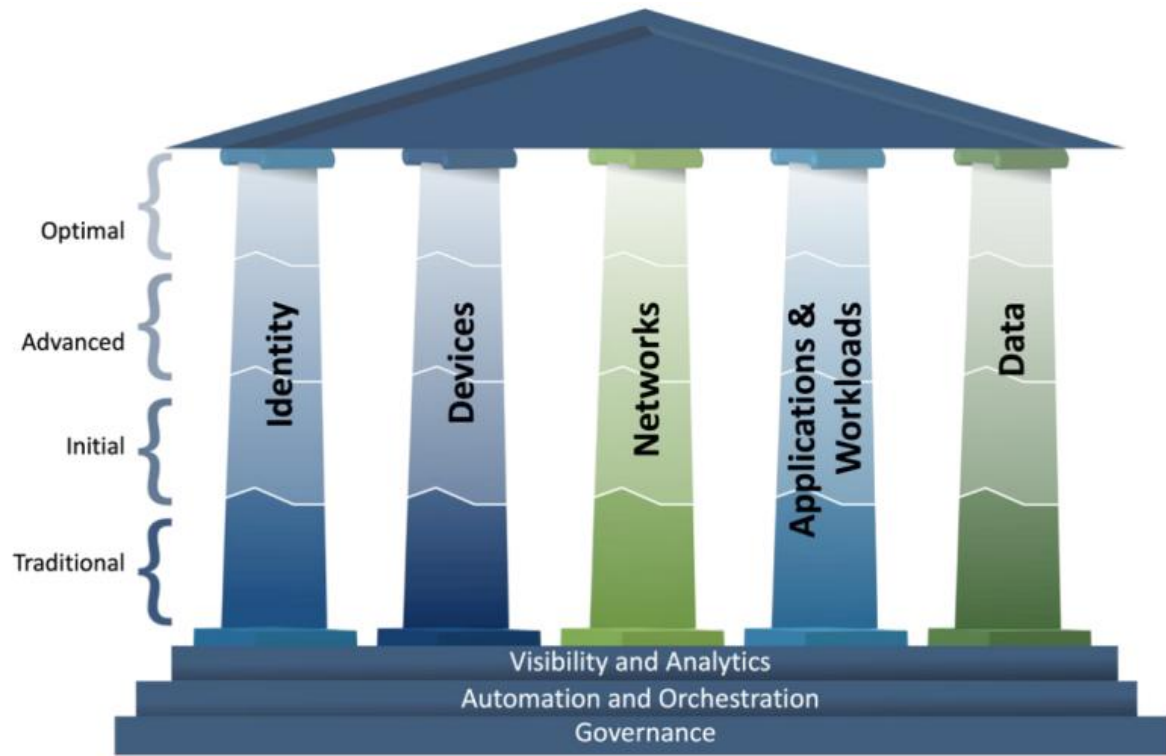 Optimal
Advanced
Initial
Traditional
Identity
Devices
Networks
Applications &
Workloads
Data
Visibility and Analytics
Automation and Orchestration
Governance